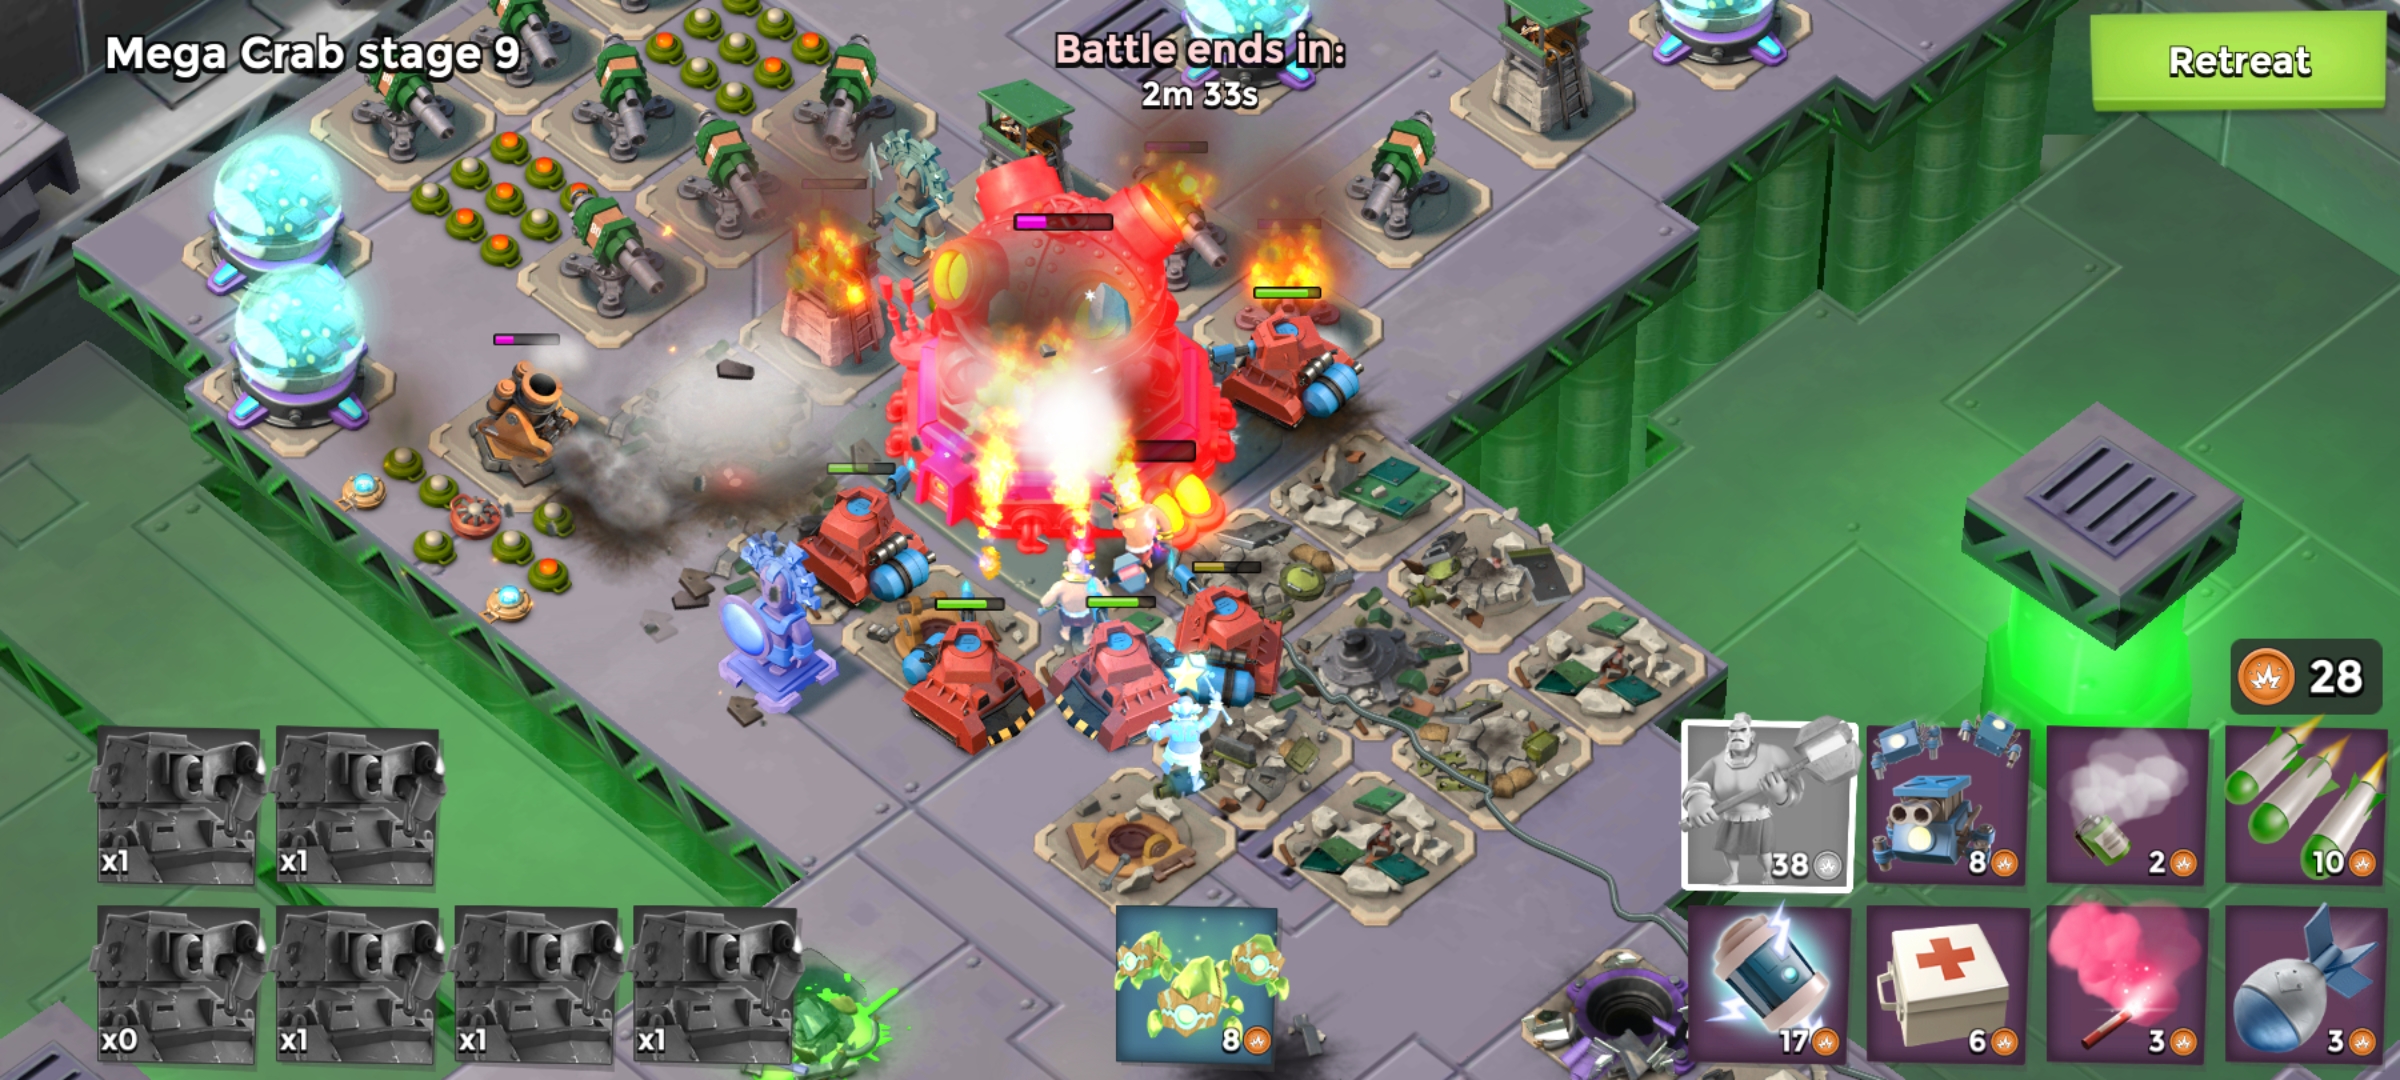 Mega Crab stage 9
Battle ends in:
2m 33s
Retreat
28
38
8
2
10
x1
x1
x0
x1
x1
x1
8
17
6
3
3